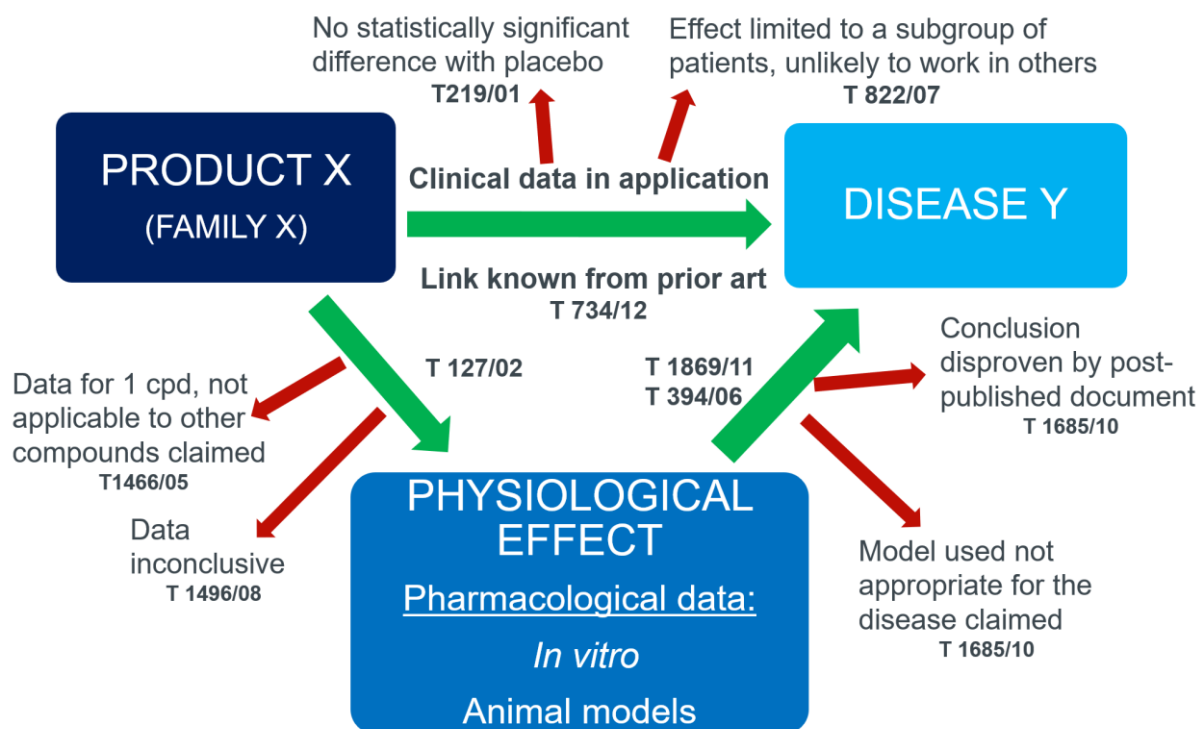 No statistically significant
difference with placebo
T219/01
Effect limited to a subgroup of
patients, unlikely to work in others
T 822/07
PRODUCT X
(FAMILY X)
Clinical data in application
DISEASE Y
Link known from prior art
T 734/12
T 127/02
T 1869/11
T 394/06
Conclusion
disproven by post-
published document
T 1685/10
Data for 1 cpd, not
applicable to other
compounds claimed
T1466/05
Data
inconclusive
T 1496/08
PHYSIOLOGICAL
EFFECT
Pharmacological data:
In vitro
Animal models
Model used not
appropriate for the
disease claimed
T 1685/10